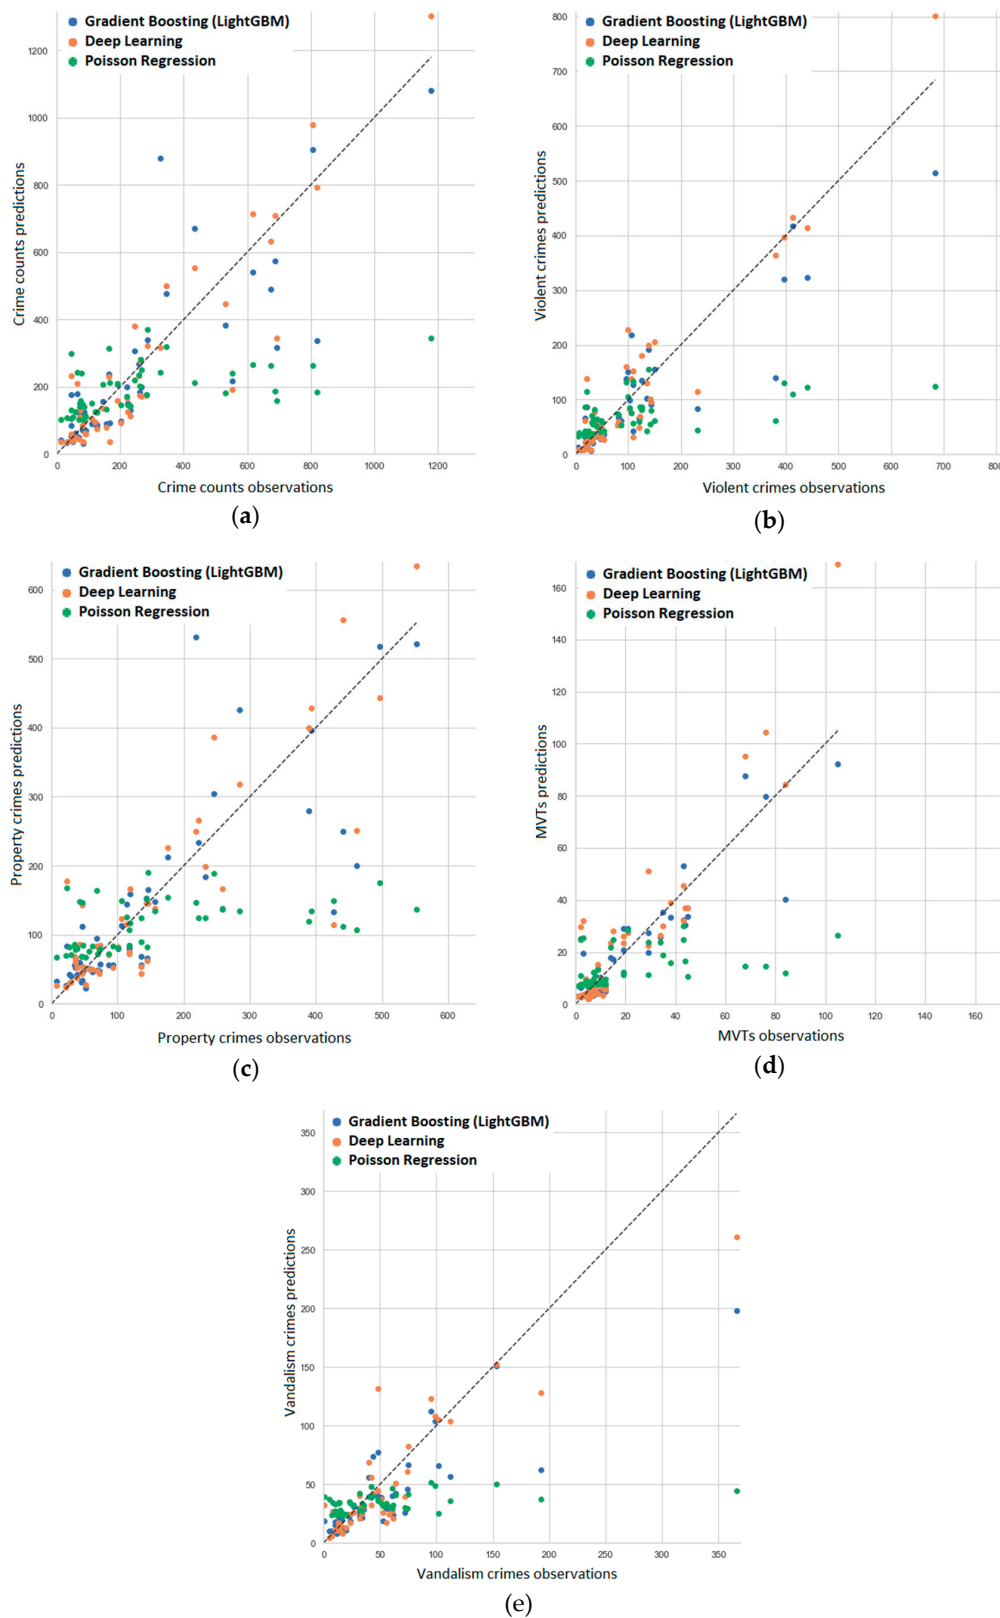 Gradient Boosting (LightGBM)
Deep Learning
Poisson Regression
1200
1000
800
600
400
200
0
Crime counts predictions
0 200 400 600 800 1000 1200
Crime counts observations
(a)
Gradient Boosting (LightGBM)
Deep Learning
Poisson Regression
800
700
600
500
400
300
200
100
0
Violent crimes predictions
0 100 200 300 400 500 600 700 800
Violent crimes observations
(b)
Gradient Boosting (LightGBM)
Deep Learning
Poisson Regression
600
500
400
300
200
100
0
Property crimes predictions
0 100 200 300 400 500 600
Property crimes observations
(c)
Gradient Boosting (LightGBM)
Deep Learning
Poisson Regression
170
160
140
120
100
80
60
40
20
0
MVTs predictions
0 20 40 60 80 100 120 140 160
MVTs observations
(d)
Gradient Boosting (LightGBM)
Deep Learning
Poisson Regression
350
300
250
200
150
100
50
0
Vandalism crimes predictions
0 50 100 150 200 250 300 350
Vandalism crimes observations
(e)